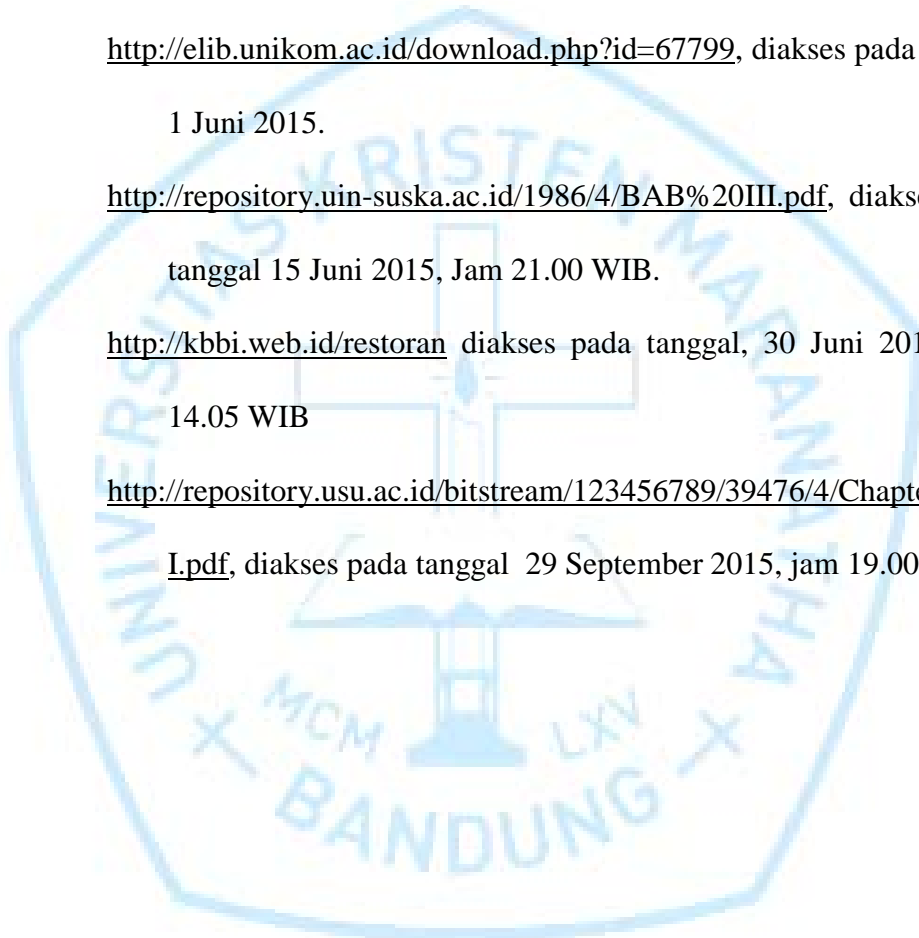 http://elib.unikom.ac.id/download.php?id=67799, diakses pada
1 Juni 2015.
http://repository.uin-suska.ac.id/1986/4/BAB%20III.pdf, diakse
tanggal 15 Juni 2015, Jam 21.00 WIB.
http://kbbi.web.id/restoran diakses pada tanggal, 30 Juni 201
14.05 WIB
http://repository.usu.ac.id/bitstream/123456789/39476/4/Chapte
I.pdf, diakses pada tanggal 29 September 2015, jam 19.00
UNIVERSITAS KRISTEN MARANATHA
MCM LXV
BANDUNG